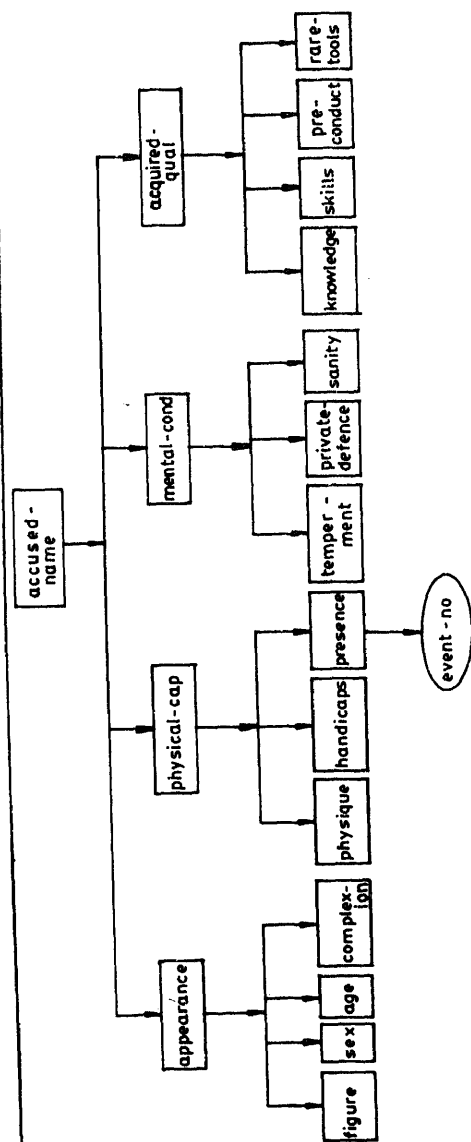 accused-
name
appearance
physical-cap
mental-cond
acquired-
qual
figure
sex
age
complex-
ion
physique
handicaps
presence
temper-
ment
private-
defence
sanity
knowledge
skills
pre-
conduct
rare-
tools
event-no